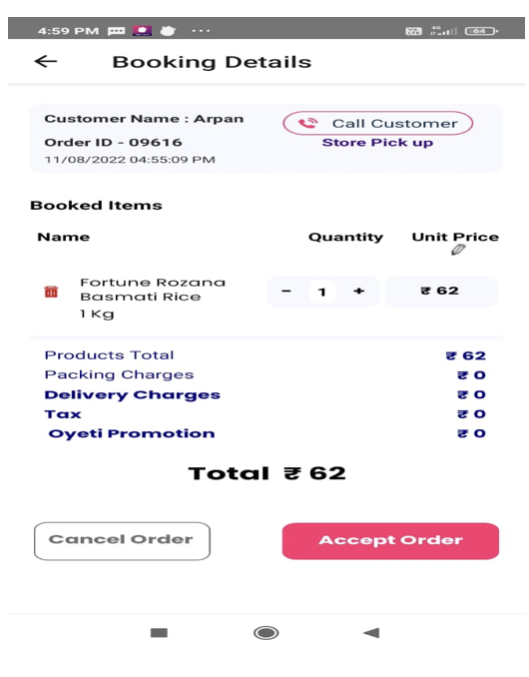 4:59 PM
64
Booking Details
Customer Name : Arpan
Call Customer
Order ID - 09616
Store Pick up
11/08/2022 04:55:09 PM
Booked Items
Name Quantity Unit Price
Fortune Rozana
Basmati Rice
1 Kg
- 1 + ₹ 62
Products Total ₹ 62
Packing Charges ₹ 0
Delivery Charges ₹ 0
Tax ₹ 0
Oyeti Promotion ₹ 0
Total ₹ 62
Cancel Order
Accept Order